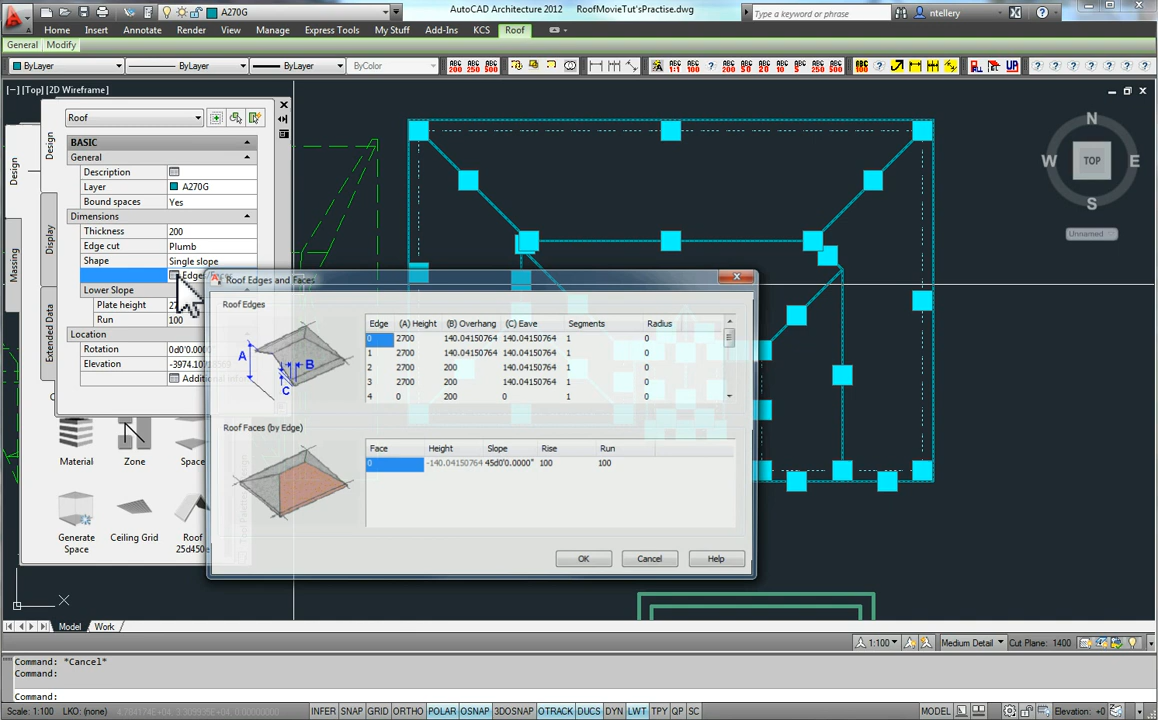 A270G
AutoCAD Architecture 2012 RoofMovieTut'sPractise.dwg
Type a keyword or phrase
ntellery
Home Insert Annotate Render View Manage Express Tools My Stuff Add-Ins KCS Roof
General Modify
ByLayer ByLayer ByLayer ByColor
[−] [Top] [2D Wireframe]
Roof
BASIC
General
Description
Layer A270G
Bound spaces Yes
Dimensions
Thickness 200
Edge cut Plumb
Shape Single slope
Lower Slope
Plate height
Run 100
Location
Rotation
Elevation
Design
Massing
Design
Display
Extended Data
Material Zone Space
Generate Space
Ceiling Grid
Roof
N
W TOP E
S
Unnamed
Roof Edges and Faces
Roof Edges
A
B
C
Edge (A) Height (B) Overhang (C) Eave Segments Radius
0 2700 140.04150764 140.04150764 1 0
1 2700 140.04150764 140.04150764 1 0
2 2700 200 140.04150764 1 0
3 2700 200 140.04150764 1 0
4 0 200 0 1 0
Roof Faces (by Edge)
Face Height Slope Rise Run
0 -140.04150764 45d0'0.0000" 100 100
OK Cancel Help
Model Work
1:100 Medium Detail Cut Plane: 1400
Command: *Cancel*
Command:
Command:
Scale: 1:100 LKO: (none)
INFER SNAP GRID ORTHO POLAR OSNAP 3DOSNAP OTRACK DUCS DYN LWT TPY QP SC
MODEL
Elevation: +0